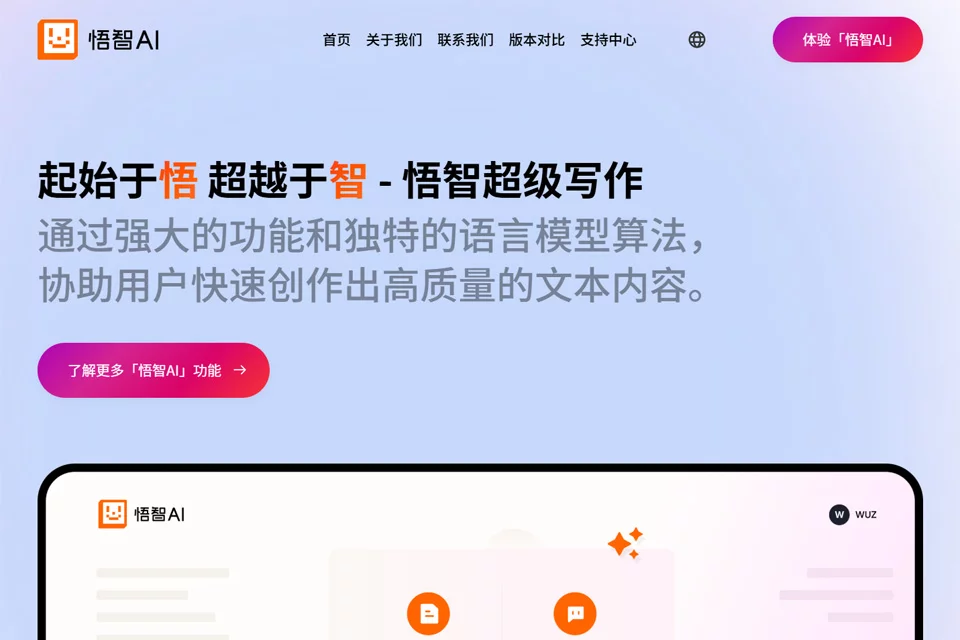 悟智AI
首页 关于我们 联系我们 版本对比 支持中心
体验「悟智AI」
起始于悟 超越于智 - 悟智超级写作
通过强大的功能和独特的语言模型算法，
协助用户快速创作出高质量的文本内容。
了解更多「悟智AI」功能 →
悟智AI
W WUZ